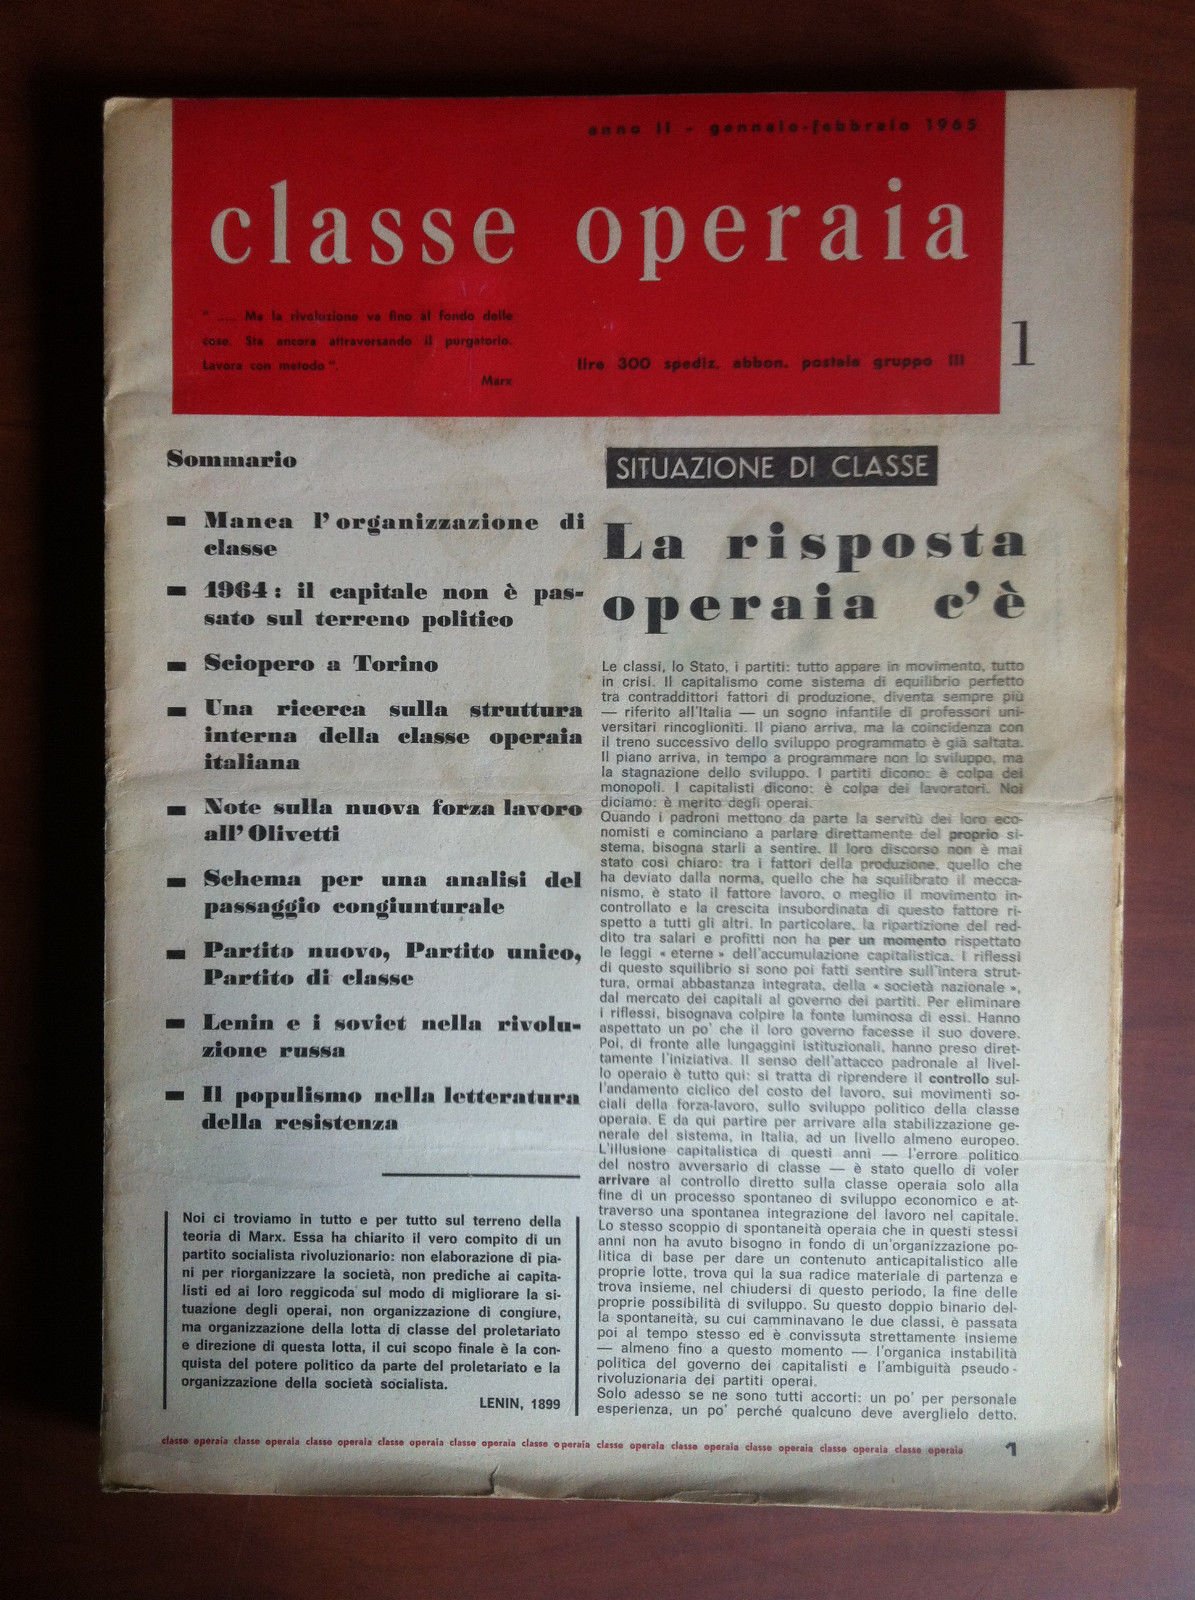 anno II - gennaio-febbraio 1965
classe operaia
" ..... Ma la rivoluzione va fino al fondo delle
cose. Sta ancora attraversando il purgatorio.
Lavora con metodo ".
Marx
lire 300 spediz. abbon. postale gruppo III
1
Sommario
Manca l'organizzazione di
classe
1964: il capitale non è pas-
sato sul terreno politico
Sciopero a Torino
Una ricerca sulla struttura
interna della classe operaia
italiana
Note sulla nuova forza lavoro
all'Olivetti
Schema per una analisi del
passaggio congiunturale
Partito nuovo, Partito unico,
Partito di classe
Lenin e i soviet nella rivolu-
zione russa
Il populismo nella letteratura
della resistenza
Noi ci troviamo in tutto e per tutto sul terreno della
teoria di Marx. Essa ha chiarito il vero compito di un
partito socialista rivoluzionario: non elaborazione di pia-
ni per riorganizzare la società, non prediche ai capita-
listi ed ai loro reggicoda sul modo di migliorare la si-
tuazione degli operai, non organizzazione di congiure,
ma organizzazione della lotta di classe del proletariato
e direzione di questa lotta, il cui scopo finale è la con-
quista del potere politico da parte del proletariato e la
organizzazione della società socialista.
LENIN, 1899
SITUAZIONE DI CLASSE
La risposta
operaia c'è
Le classi, lo Stato, i partiti: tutto appare in movimento, tutto
in crisi. Il capitalismo come sistema di equilibrio perfetto
tra contraddittori fattori di produzione, diventa sempre più
— riferito all'Italia — un sogno infantile di professori uni-
versitari rincoglioniti. Il piano arriva, ma la coincidenza con
il treno successivo dello sviluppo programmato è già saltata.
Il piano arriva, in tempo a programmare non lo sviluppo, ma
la stagnazione dello sviluppo. I partiti dicono: è colpa dei
monopoli. I capitalisti dicono: è colpa dei lavoratori. Noi
diciamo: è merito degli operai.
Quando i padroni mettono da parte la servitù dei loro eco-
nomisti e cominciano a parlare direttamente del proprio si-
stema, bisogna starli a sentire. Il loro discorso non è mai
stato così chiaro: tra i fattori della produzione, quello che
ha deviato dalla norma, quello che ha squilibrato il mecca-
nismo, è stato il fattore lavoro, o meglio il movimento in-
controllato e la crescita insubordinata di questo fattore ri-
spetto a tutti gli altri. In particolare, la ripartizione del red-
dito tra salari e profitti non ha per un momento rispettato
le leggi « eterne » dell'accumulazione capitalistica. I riflessi
di questo squilibrio si sono poi fatti sentire sull'intera strut-
tura, ormai abbastanza integrata, della « società nazionale »,
dal mercato dei capitali al governo dei partiti. Per eliminare
i riflessi, bisognava colpire la fonte luminosa di essi. Hanno
aspettato un po' che il loro governo facesse il suo dovere.
Poi, di fronte alle lungaggini istituzionali, hanno preso diret-
tamente l'iniziativa. Il senso dell'attacco padronale al livel-
lo operaio è tutto qui: si tratta di riprendere il controllo sul-
l'andamento ciclico del costo del lavoro, sui movimenti so-
ciali della forza-lavoro, sullo sviluppo politico della classe
operaia. E da qui partire per arrivare alla stabilizzazione ge-
nerale del sistema, in Italia, ad un livello almeno europeo.
L'illusione capitalistica di questi anni — l'errore politico
del nostro avversario di classe — è stato quello di voler
arrivare al controllo diretto sulla classe operaia solo alla
fine di un processo spontaneo di sviluppo economico e at-
traverso una spontanea integrazione del lavoro nel capitale.
Lo stesso scoppio di spontaneità operaia che in questi stessi
anni non ha avuto bisogno in fondo di un'organizzazione po-
litica di base per dare un contenuto anticapitalistico alle
proprie lotte, trova qui la sua radice materiale di partenza e
trova insieme, nel chiudersi di questo periodo, la fine delle
proprie possibilità di sviluppo. Su questo doppio binario del-
la spontaneità, su cui camminavano le due classi, è passata
poi al tempo stesso ed è convissuta strettamente insieme
— almeno fino a questo momento — l'organica instabilità
politica del governo dei capitalisti e l'ambiguità pseudo-
rivoluzionaria dei partiti operai.
Solo adesso se ne sono tutti accorti: un po' per personale
esperienza, un po' perché qualcuno deve averglielo detto.
classe operaia classe operaia classe operaia classe operaia classe operaia classe operaia classe operaia classe operaia classe operaia classe operaia classe operaia
1